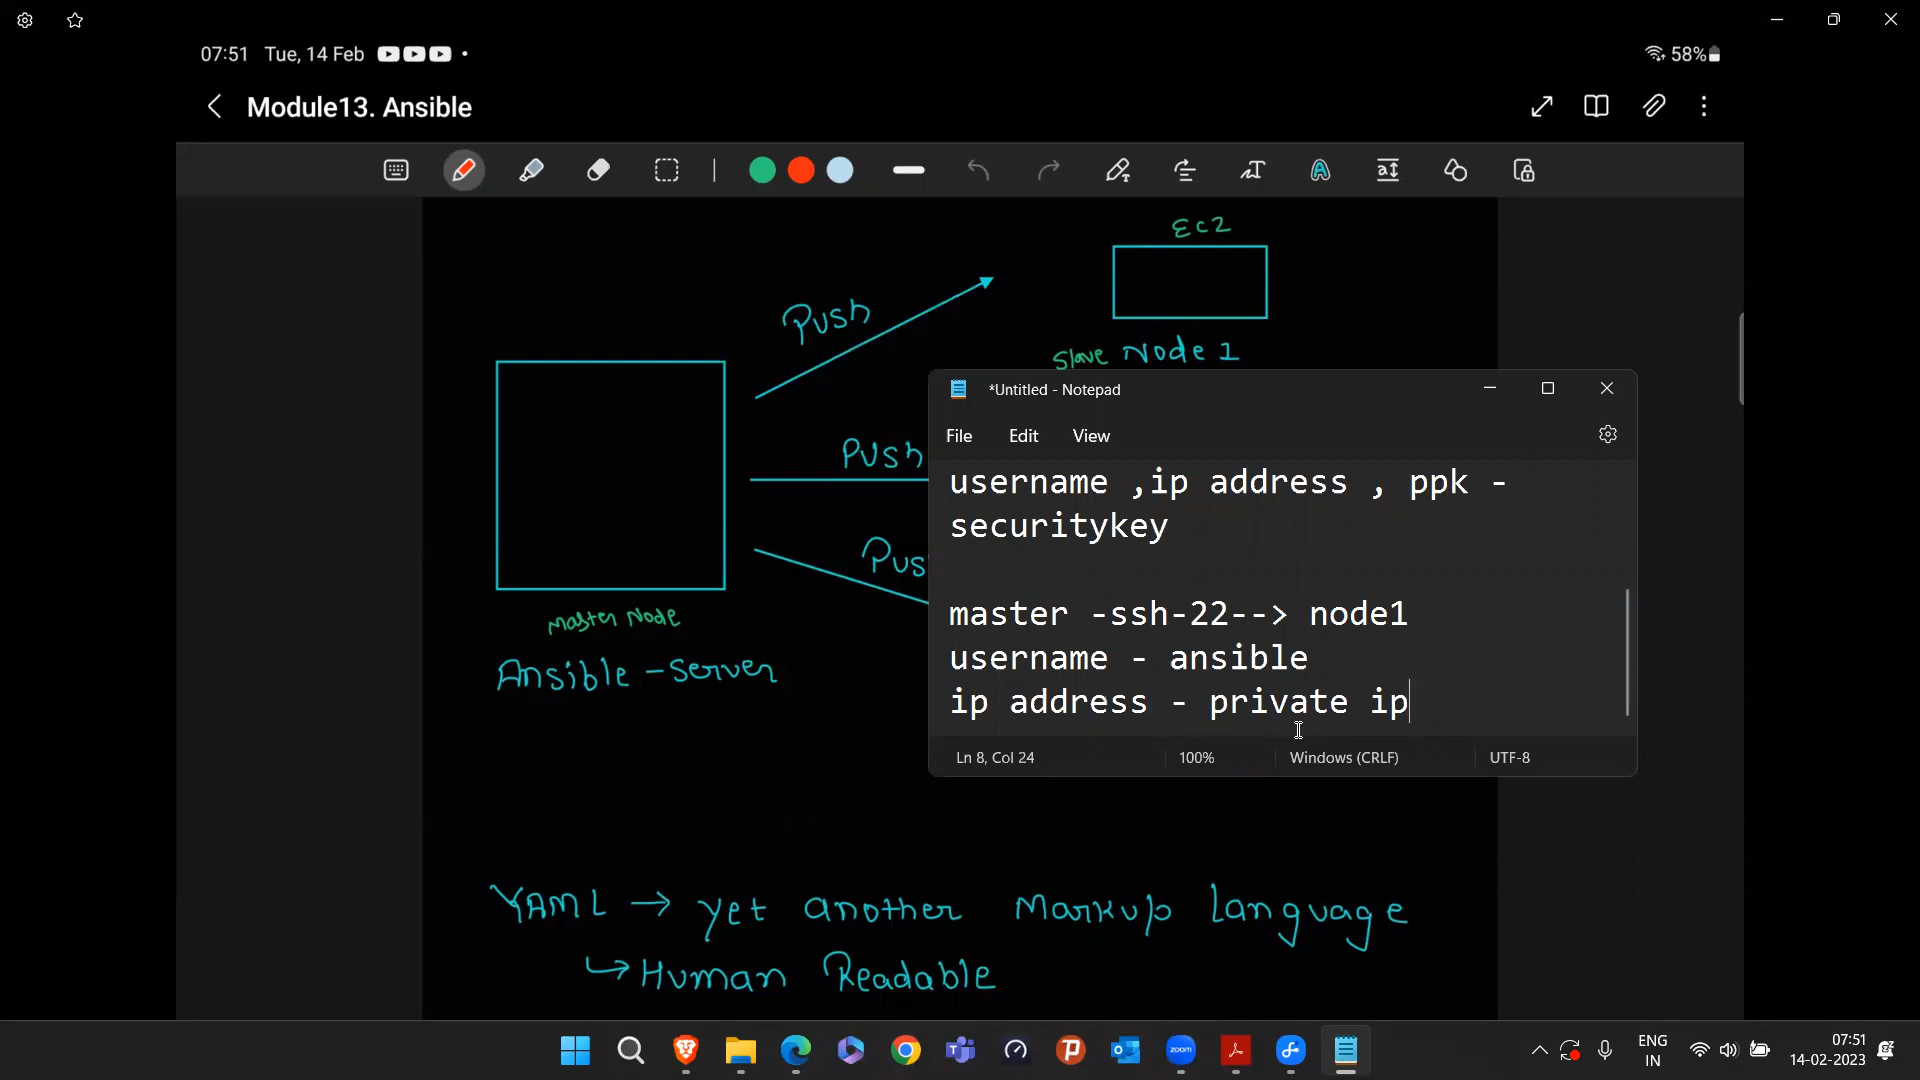 07:51 Tue, 14 Feb
58%
Module13. Ansible
EC2
Push
Slave Node 1
*Untitled - Notepad
File Edit View
Push
username ,ip address , ppk -
securitykey
Pus
master -ssh-22--> node1
Master Node
username - ansible
Ansible - Server
ip address - private ip
Ln 8, Col 24
100%
Windows (CRLF)
UTF-8
YAML → yet another Markup Language
↳ Human Readable
zoom
ENG
IN
07:51
14-02-2023